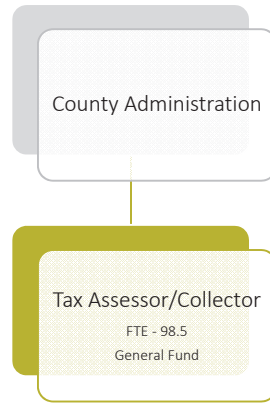 County Administration
Tax Assessor/Collector
FTE - 98.5
General Fund